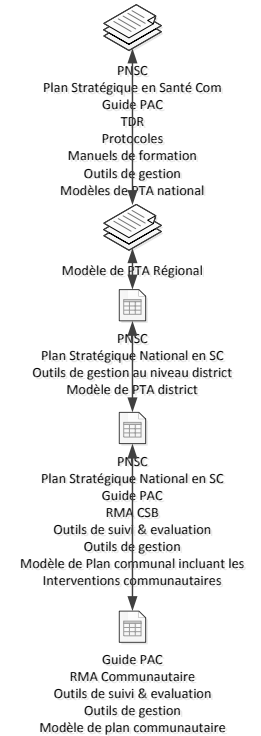 PNSC
Plan Stratégique en Santé Com
Guide PAC
TDR
Protocoles
Manuels de formation
Outils de gestion
Modèles de PTA national
Modèle de PTA Régional
PNSC
Plan Stratégique National en SC
Outils de gestion au niveau district
Modèle de PTA district
PNSC
Plan Stratégique National en SC
Guide PAC
RMA CSB
Outils de suivi & evaluation
Outils de gestion
Modèle de Plan communal incluant les
Interventions communautaires
Guide PAC
RMA Communautaire
Outils de suivi & evaluation
Outils de gestion
Modèle de plan communautaire